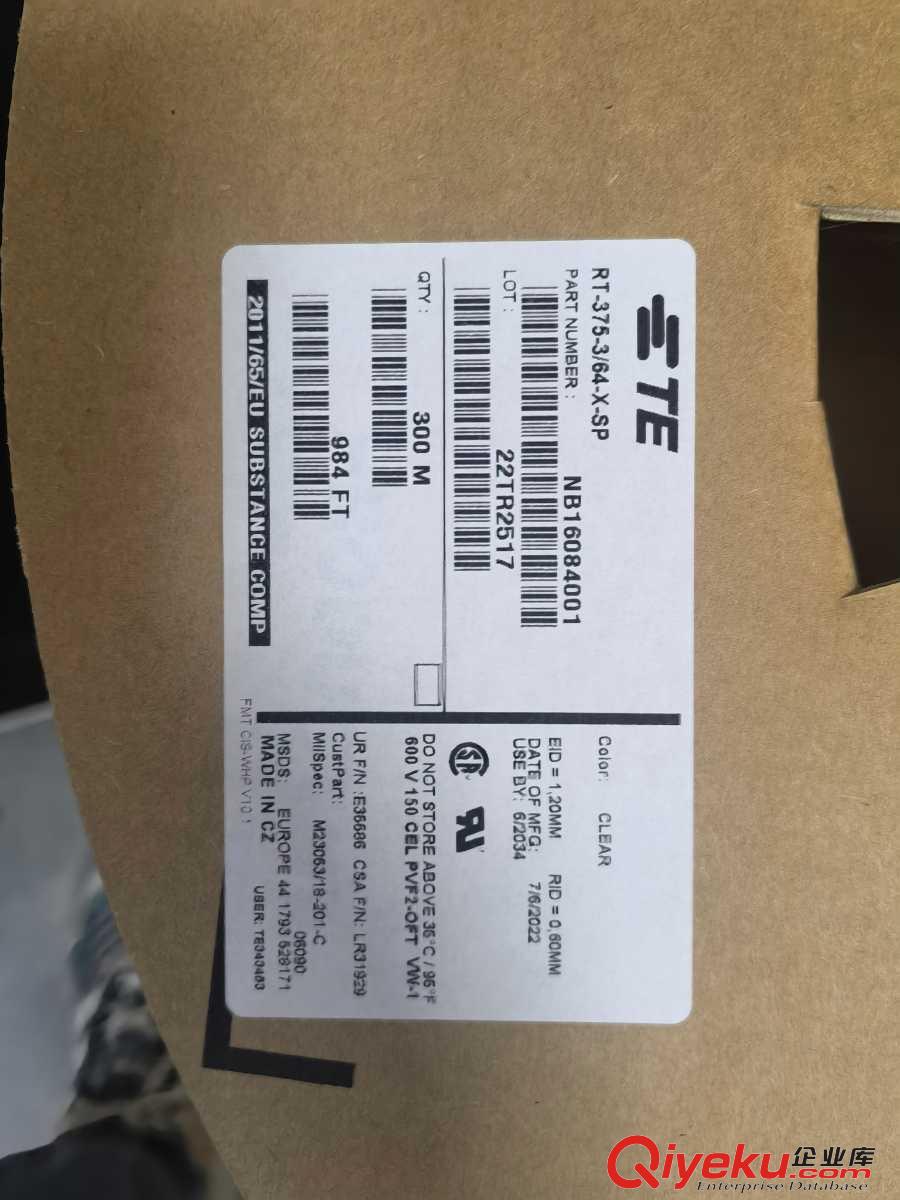 TE
RT-375-3/64-X-SP
PART NUMBER : NB16084001
LOT : 22TR2517
QTY : 300 M
984 FT
2011/65/EU SUBSTANCE COMP
Color: CLEAR
EID = 1,20MM RID = 0,60MM
DATE OF MFG: 7/6/2022
USE BY: 6/2034
DO NOT STORE ABOVE 35°C / 95°F
600 V 150 CEL PVF2-OFT VW-1
UR F/N :E35586 CSA F/N: LR31929
CustPart:
MilSpec: M23053/18-201-C
06090
MSDS: EUROPE 44 1793 528171
MADE IN CZ
USER: TE343483
FMT CIS-WHP V10.1
Qiyeku企业库
.com
Enterprise Database